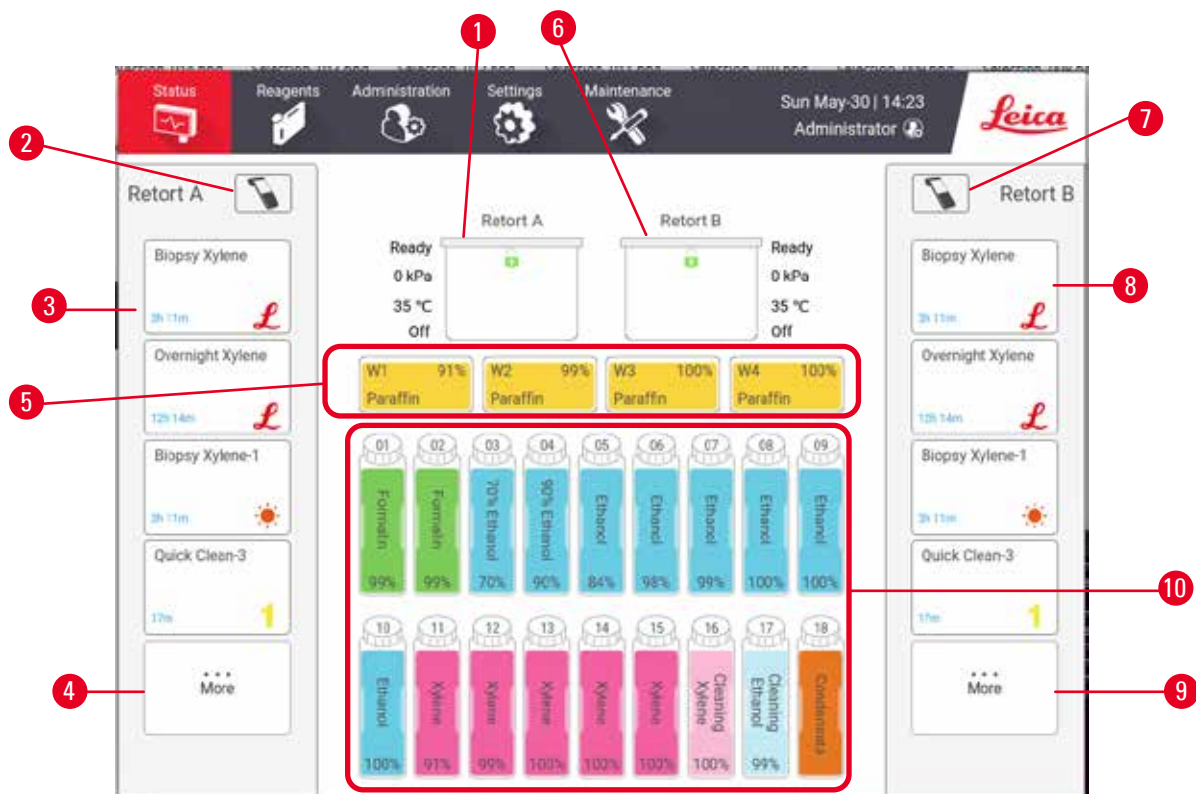 1
6
Status
Reagents
Administration
Settings
Maintenance
Sun May-30 | 14:23
Administrator
Leica
2
7
Retort A
Retort B
Retort A
Retort B
Biopsy Xylene
3h 11m
L
3
Ready
0 kPa
35 °C
Off
Ready
0 kPa
35 °C
Off
Biopsy Xylene
3h 11m
L
8
Overnight Xylene
12h 14m
L
5
W1 91%
Paraffin
W2 99%
Paraffin
W3 100%
Paraffin
W4 100%
Paraffin
Overnight Xylene
12h 14m
L
Biopsy Xylene-1
3h 11m
01
Formalin
99%
02
Formalin
99%
03
70% Ethanol
70%
04
90% Ethanol
90%
05
Ethanol
84%
06
Ethanol
98%
07
Ethanol
99%
08
Ethanol
100%
09
Ethanol
100%
Biopsy Xylene-1
3h 11m
Quick Clean-3
17m
1
Quick Clean-3
17m
1
10
10
Ethanol
100%
11
Xylene
91%
12
Xylene
99%
13
Xylene
100%
14
Xylene
100%
15
Xylene
100%
16
Cleaning
Xylene
100%
17
Cleaning
Ethanol
99%
18
Condensate
4
...
More
...
More
9